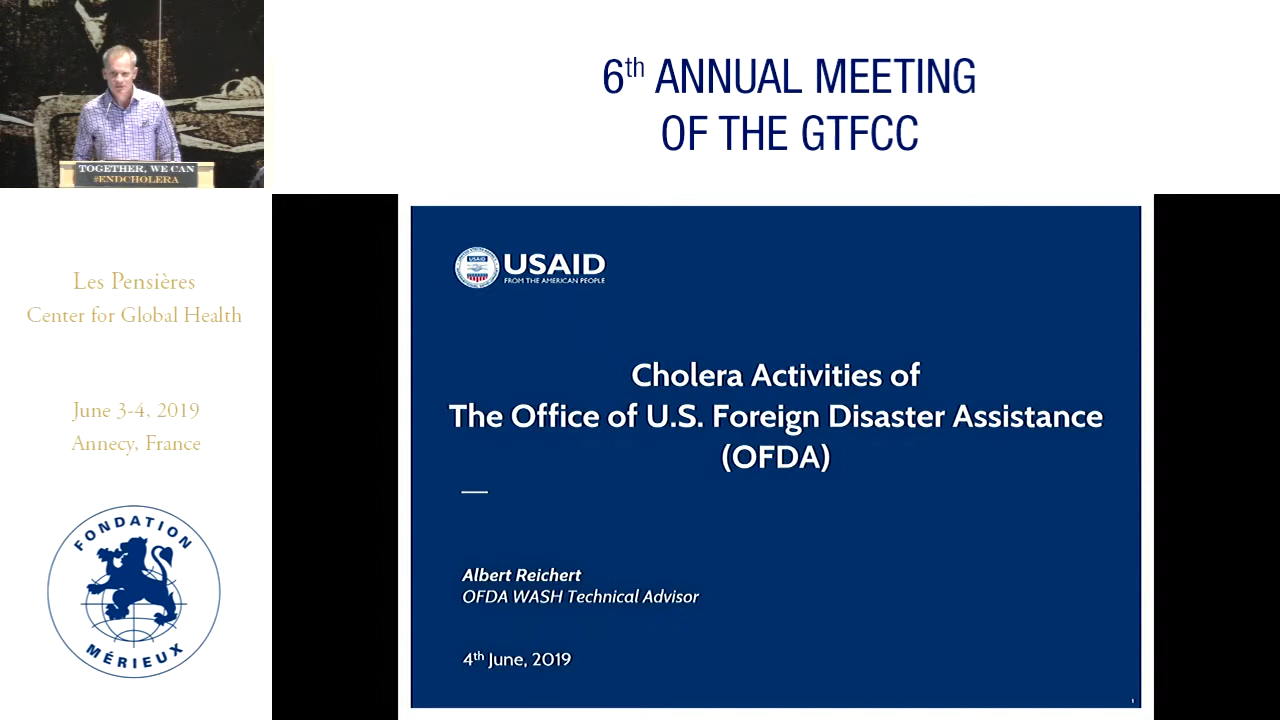 6th ANNUAL MEETING
OF THE GTFCC
TOGETHER, WE CAN
#ENDCHOLERA
Les Pensières
Center for Global Health
June 3-4, 2019
Annecy, France
FONDATION
MÉRIEUX
USAID
USAID
FROM THE AMERICAN PEOPLE
Cholera Activities of
The Office of U.S. Foreign Disaster Assistance
(OFDA)
Albert Reichert
OFDA WASH Technical Advisor
4th June, 2019
1